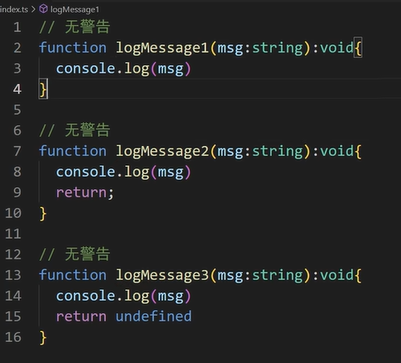 index.ts > logMessage1
1 // 无警告
2 function logMessage1(msg:string):void{
3   console.log(msg)
4 }
5
6 // 无警告
7 function logMessage2(msg:string):void{
8   console.log(msg)
9   return;
10 }
11
12 // 无警告
13 function logMessage3(msg:string):void{
14   console.log(msg)
15   return undefined
16 }